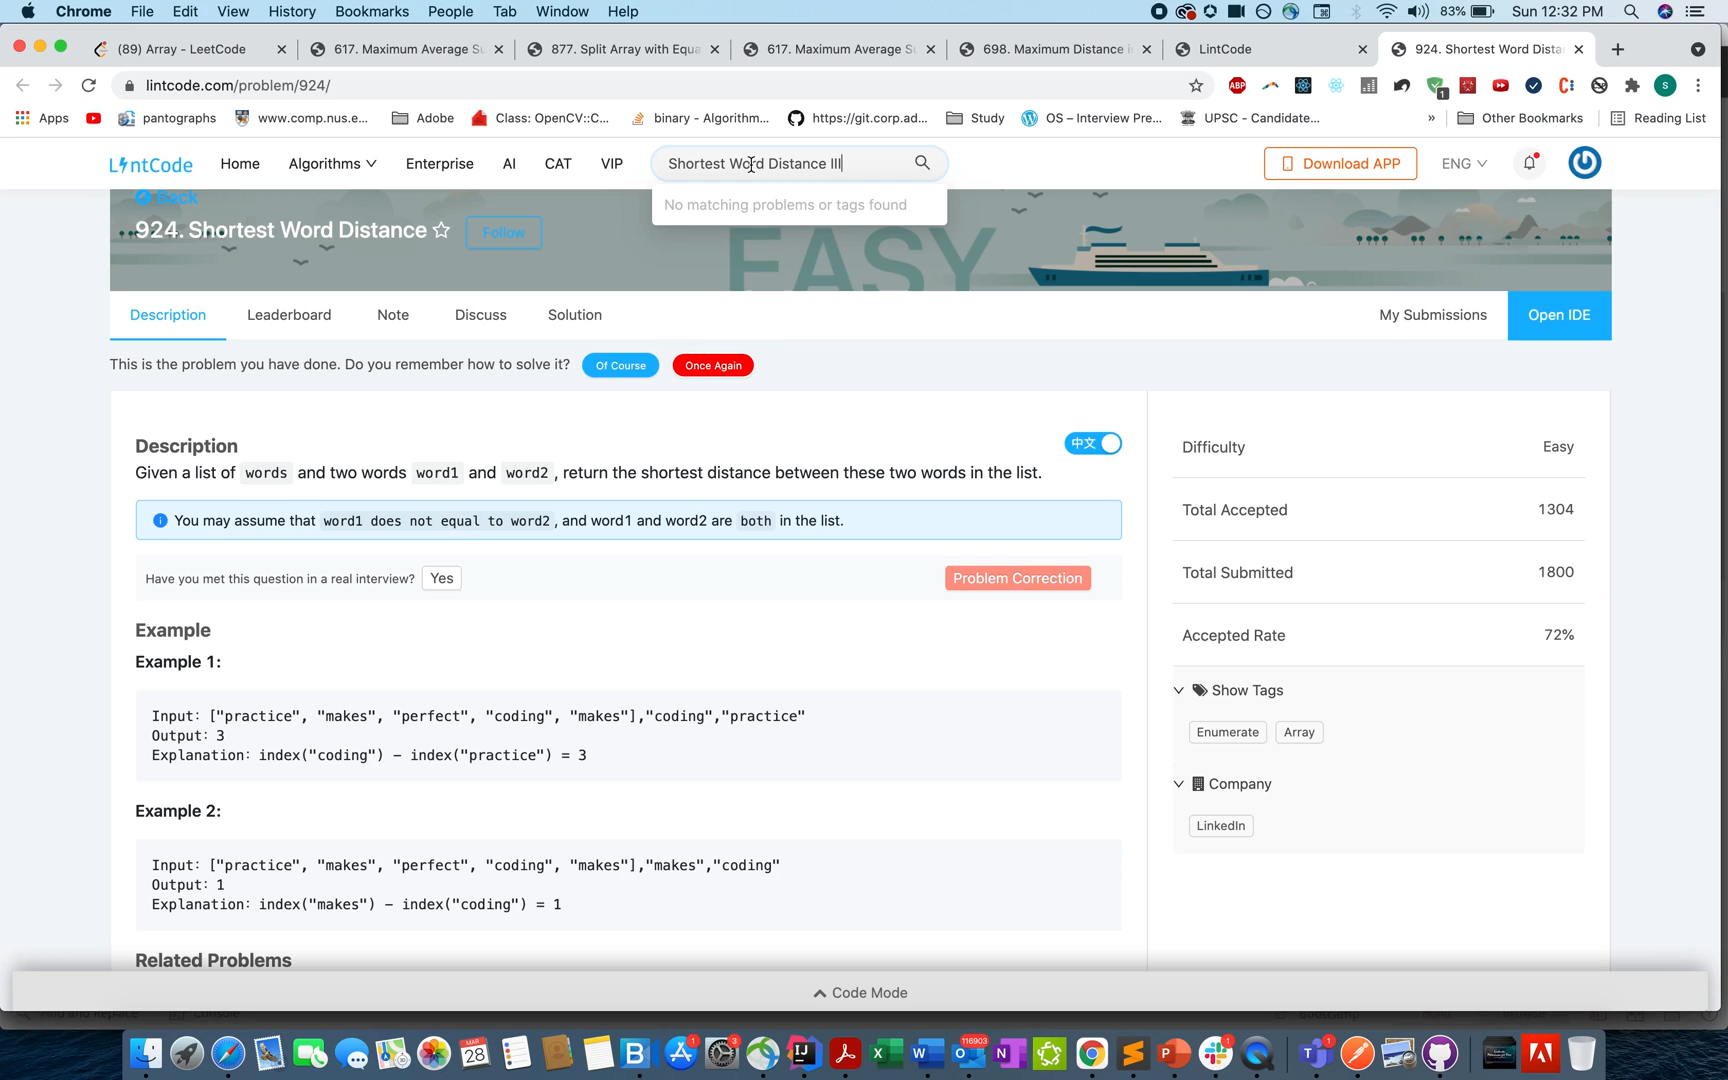 Chrome File Edit View History Bookmarks People Tab Window Help 83% Sun 12:32 PM
(89) Array - LeetCode 617. Maximum Average Su 877. Split Array with Equa 617. Maximum Average Su 698. Maximum Distance i LintCode 924. Shortest Word Distan
lintcode.com/problem/924/
Apps pantographs www.comp.nus.e... Adobe Class: OpenCV::C... binary - Algorithm... https://git.corp.ad... Study OS – Interview Pre... UPSC - Candidate... » Other Bookmarks Reading List
LintCode Home Algorithms Enterprise AI CAT VIP Shortest Word Distance III Download APP ENG
Back
No matching problems or tags found
924. Shortest Word Distance Follow
EASY
Description Leaderboard Note Discuss Solution My Submissions Open IDE
This is the problem you have done. Do you remember how to solve it? Of Course Once Again
Description 中文
Given a list of words and two words word1 and word2 , return the shortest distance between these two words in the list.
You may assume that word1 does not equal to word2 , and word1 and word2 are both in the list.
Have you met this question in a real interview? Yes Problem Correction
Example
Example 1:
Input: ["practice", "makes", "perfect", "coding", "makes"],"coding","practice"
Output: 3
Explanation: index("coding") - index("practice") = 3
Example 2:
Input: ["practice", "makes", "perfect", "coding", "makes"],"makes","coding"
Output: 1
Explanation: index("makes") - index("coding") = 1
Related Problems
Difficulty Easy
Total Accepted 1304
Total Submitted 1800
Accepted Rate 72%
Show Tags
Enumerate Array
Company
LinkedIn
Code Mode
Find and Replace Console
MAR
28
116903